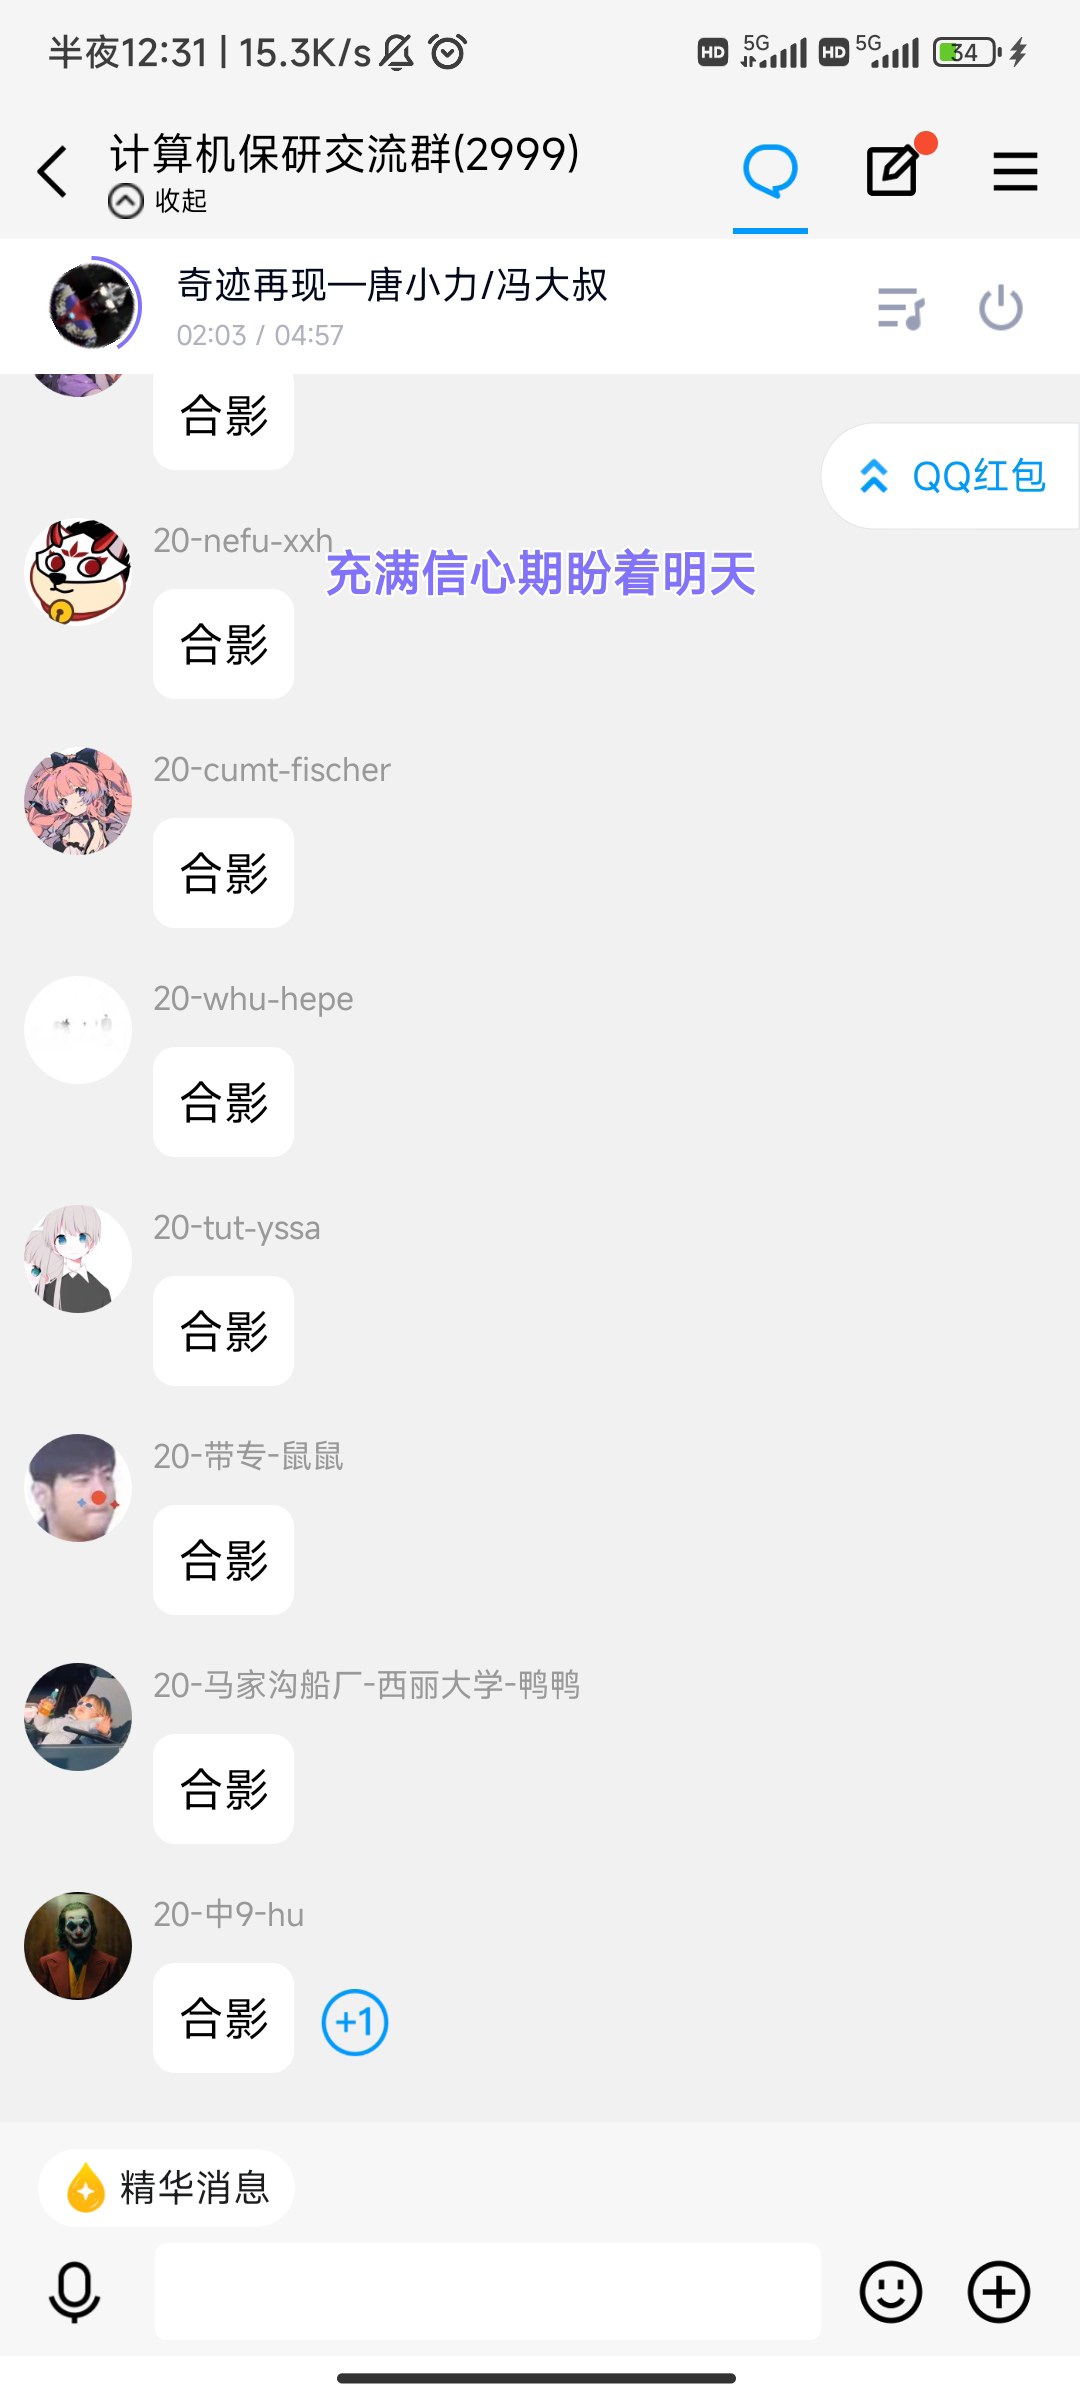 半夜12:31 | 15.3K/s
HD 5G HD 5G 34
计算机保研交流群(2999)
收起
奇迹再现—唐小力/冯大叔
02:03 / 04:57
合影
QQ红包
20-nefu-xxh
充满信心期盼着明天
合影
20-cumt-fischer
合影
20-whu-hepe
合影
20-tut-yssa
合影
20-带专-鼠鼠
合影
20-马家沟船厂-西丽大学-鸭鸭
合影
20-中9-hu
合影
+1
精华消息